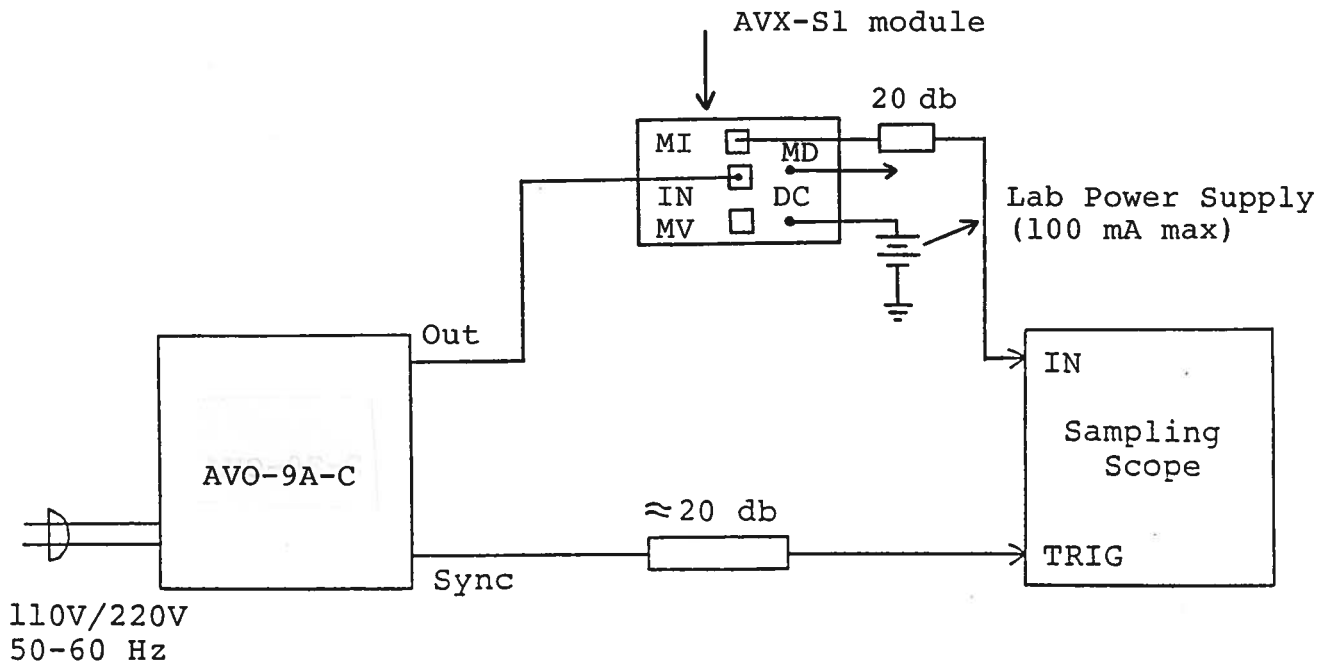 AVX-S1 module
20 db
MI
MD
IN
DC
MV
Lab Power Supply
(100 mA max)
Out
IN
Sampling
Scope
AVO-9A-C
≈20 db
TRIG
Sync
110V/220V
50-60 Hz